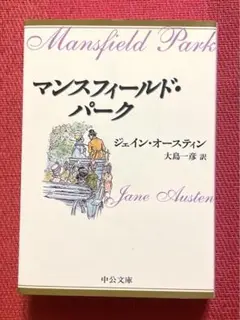 Mansfield Park
マンスフィールド・
パーク
ジェイン・オースティン
大島一彦 訳
Jane Austen
中公文庫